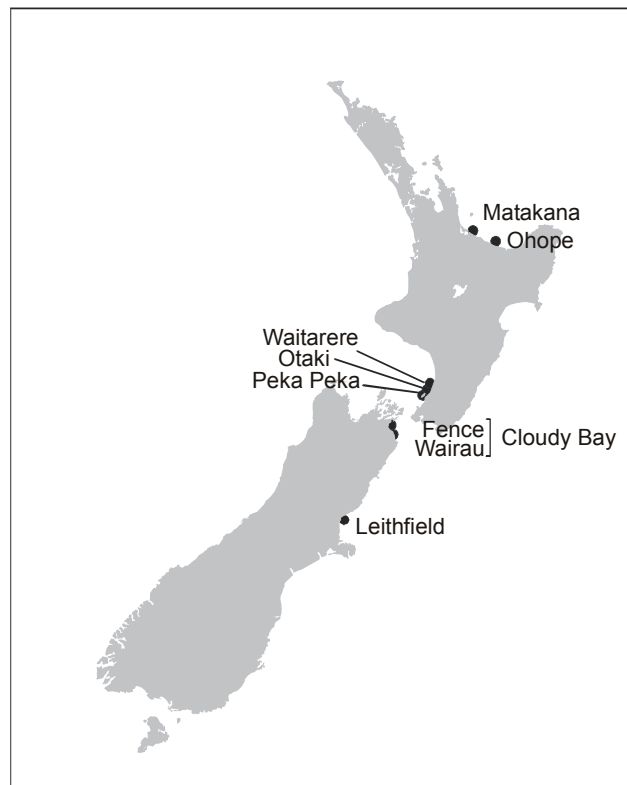 Matakana
Ohope
Waitarere
Otaki
Peka Peka
Fence
Wairau
Cloudy Bay
Leithfield